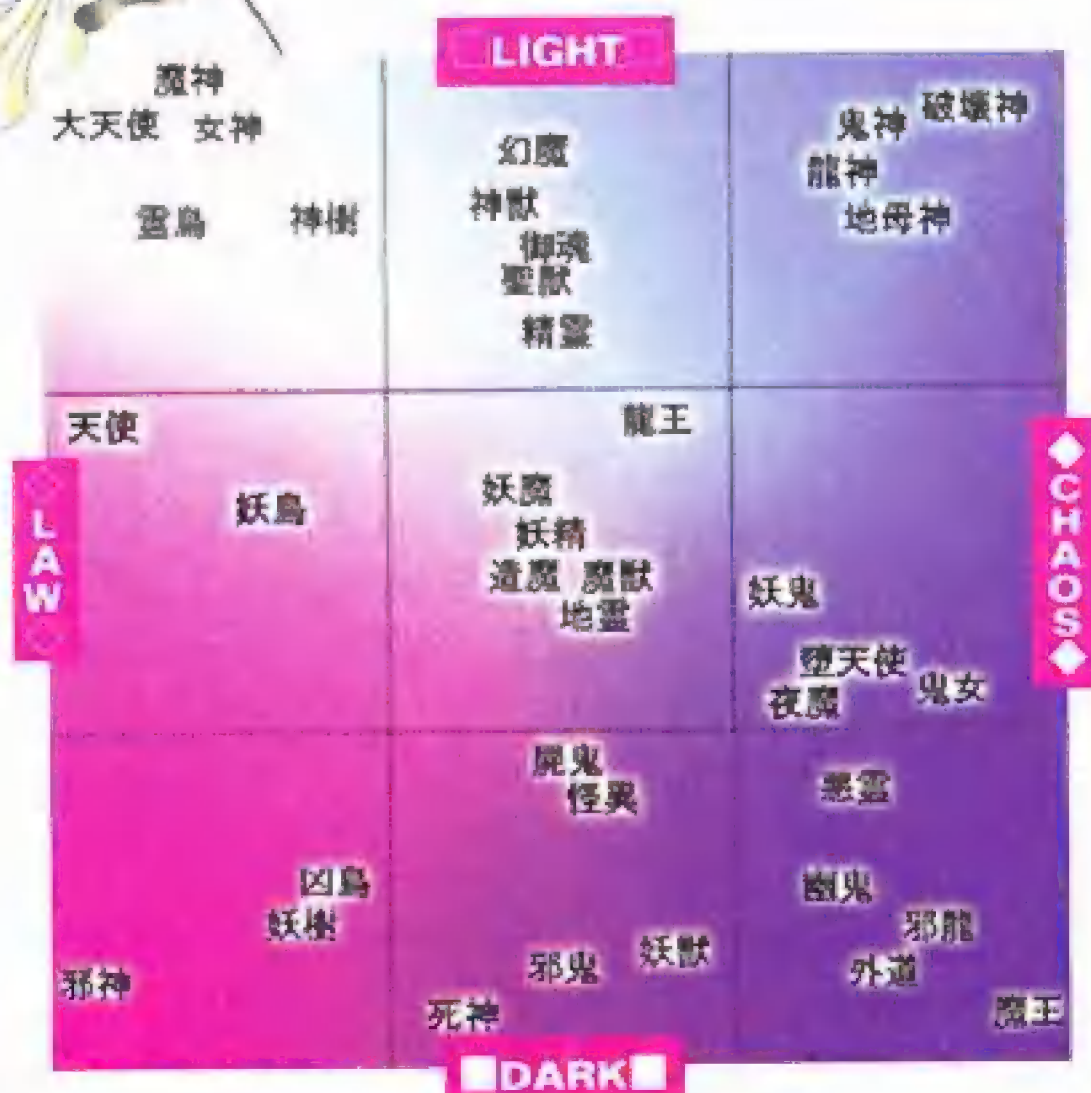 LIGHT
魔神
大天使 女神
霊鳥 神樹
幻魔
神獣
御魂
聖獣
精霊
鬼神 破壊神
龍神
地母神
◇LAW◇
天使
妖鳥
龍王
妖魔
妖精
造魔 魔獣
地霊
妖鬼
堕天使
夜魔 鬼女
◆CHAOS◆
凶鳥
妖樹
邪神
屍鬼
怪異
邪鬼 妖獣
死神
悪霊
幽鬼
邪龍
外道
魔王
■DARK■